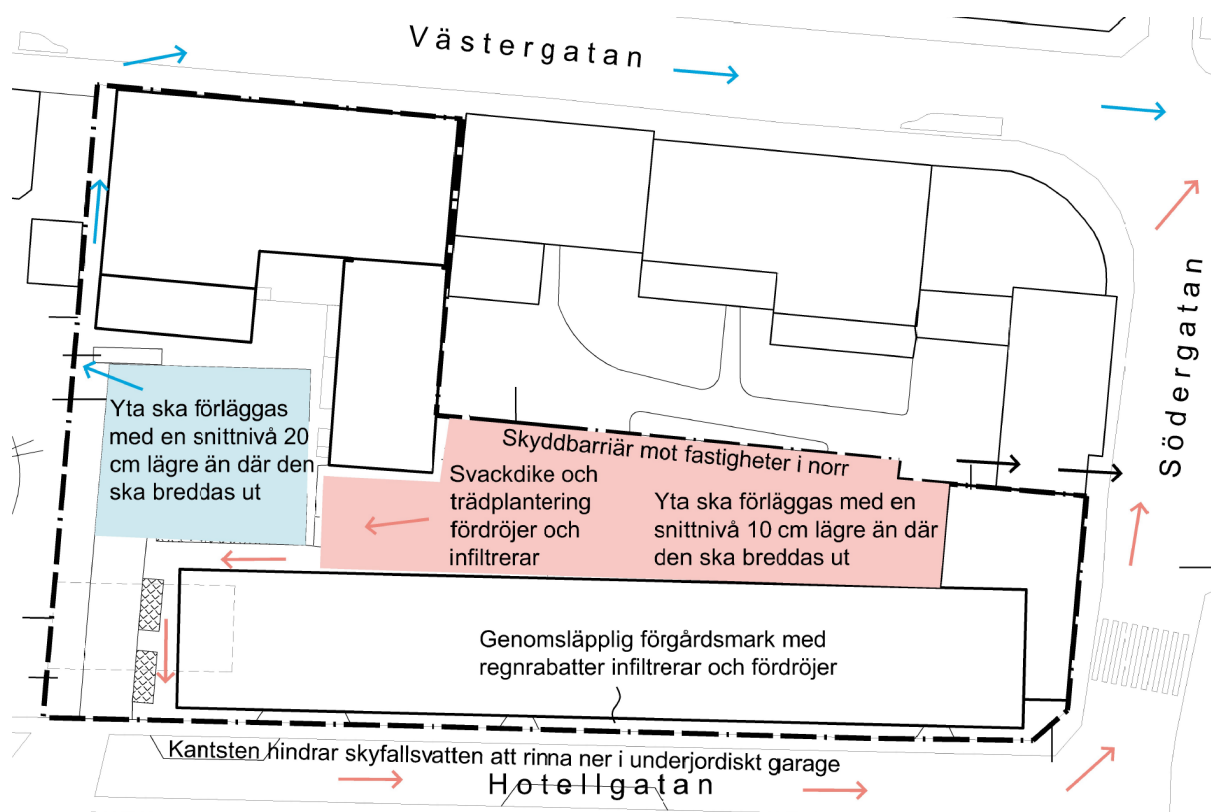 Västergatan
Södergatan
Yta ska förläggas
med en snittnivå 20
cm lägre än där den
ska breddas ut
Skyddbarriär mot fastigheter i norr
Svackdike och
trädplantering
fördröjer och
infiltrerar
Yta ska förläggas med en
snittnivå 10 cm lägre än där
den ska breddas ut
Genomsläpplig förgårdsmark med
regnrabatter infiltrerar och fördröjer
Kantsten hindrar skyfallsvatten att rinna ner i underjordiskt garage
Hotellgatan